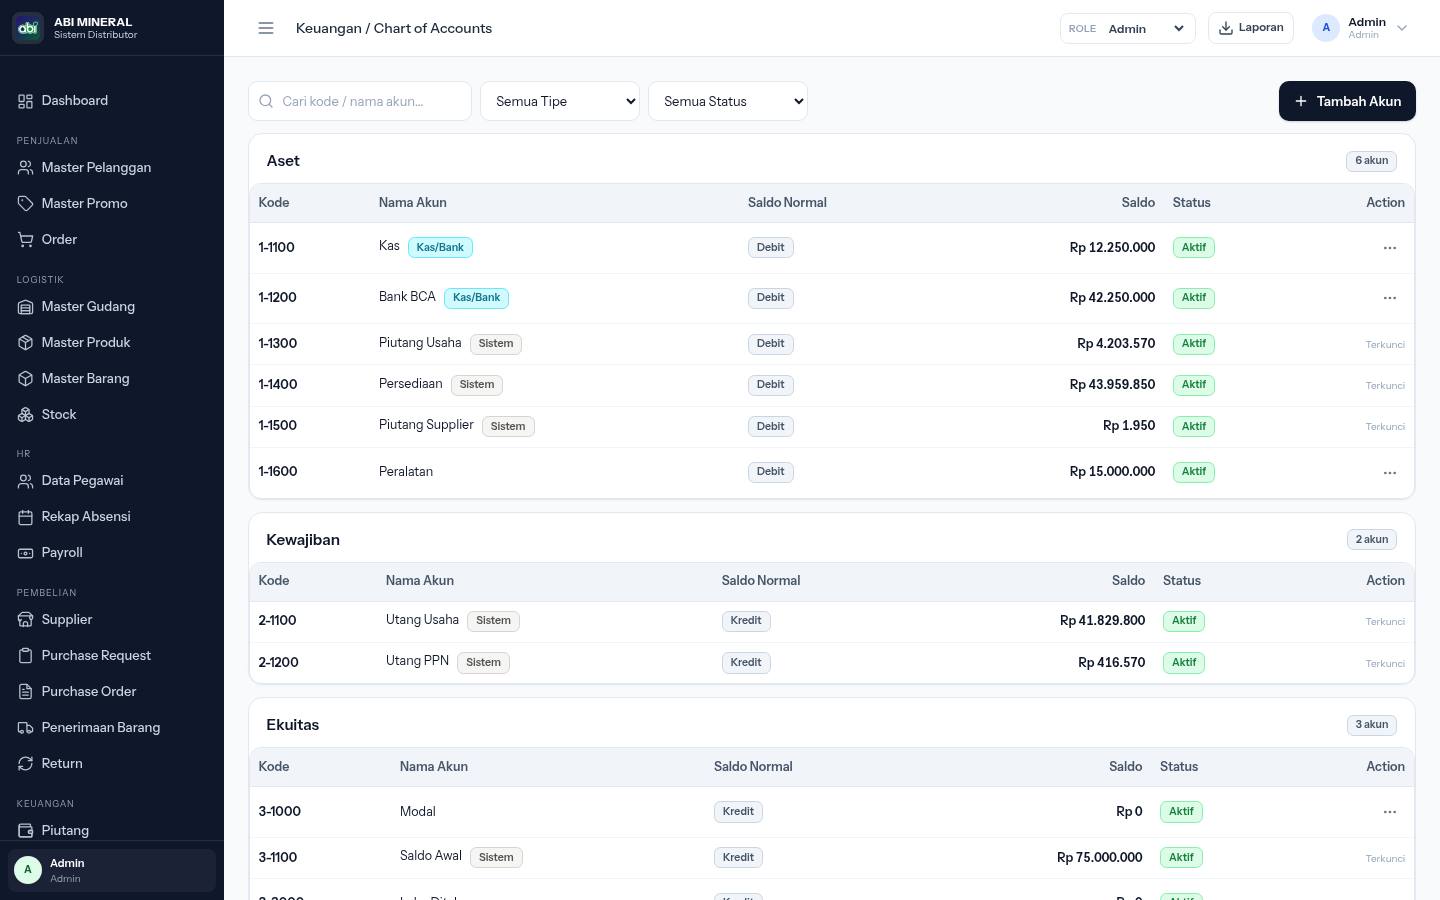 abi
ABI MINERAL
Sistem Distributor
Dashboard
PENJUALAN
Master Pelanggan
Master Promo
Order
LOGISTIK
Master Gudang
Master Produk
Master Barang
Stock
HR
Data Pegawai
Rekap Absensi
Payroll
PEMBELIAN
Supplier
Purchase Request
Purchase Order
Penerimaan Barang
Return
KEUANGAN
Piutang
A Admin
Admin
Keuangan / Chart of Accounts
ROLE Admin
Laporan
A Admin
Admin
Cari kode / nama akun...
Semua Tipe
Semua Status
Tambah Akun
Aset 6 akun
Kode Nama Akun Saldo Normal Saldo Status Action
1-1100 Kas Kas/Bank Debit Rp 12.250.000 Aktif ...
1-1200 Bank BCA Kas/Bank Debit Rp 42.250.000 Aktif ...
1-1300 Piutang Usaha Sistem Debit Rp 4.203.570 Aktif Terkunci
1-1400 Persediaan Sistem Debit Rp 43.959.850 Aktif Terkunci
1-1500 Piutang Supplier Sistem Debit Rp 1.950 Aktif Terkunci
1-1600 Peralatan Debit Rp 15.000.000 Aktif ...
Kewajiban 2 akun
Kode Nama Akun Saldo Normal Saldo Status Action
2-1100 Utang Usaha Sistem Kredit Rp 41.829.800 Aktif Terkunci
2-1200 Utang PPN Sistem Kredit Rp 416.570 Aktif Terkunci
Ekuitas 3 akun
Kode Nama Akun Saldo Normal Saldo Status Action
3-1000 Modal Kredit Rp 0 Aktif ...
3-1100 Saldo Awal Sistem Kredit Rp 75.000.000 Aktif Terkunci